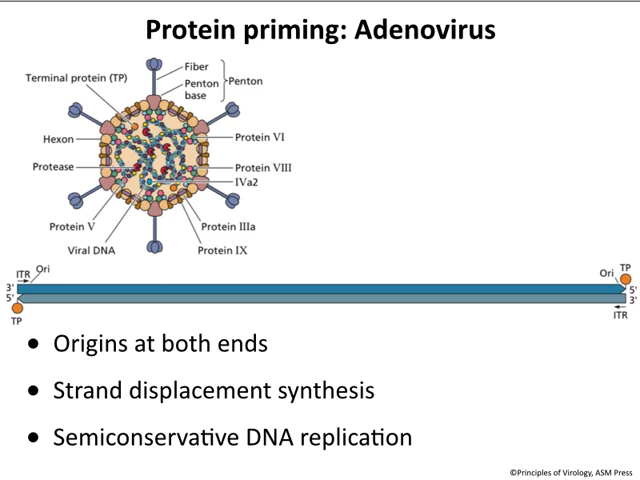 Protein priming: Adenovirus
Terminal protein (TP)
Fiber
Penton
Penton
base
Hexon
Protein VI
Protease
Protein VIII
IVa2
Protein V
Protein IIIa
Viral DNA
Protein IX
ITR
Ori
Ori
TP
3'
5'
5'
3'
TP
ITR
• Origins at both ends
• Strand displacement synthesis
• Semiconservative DNA replication
©Principles of Virology, ASM Press